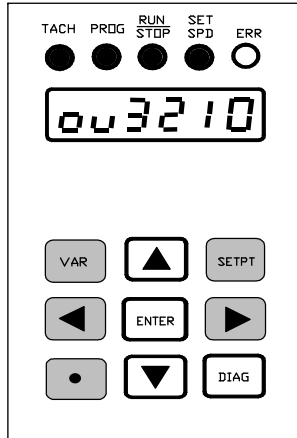 TACH PROG RUN STOP SET SPD ERR
ou3210
VAR SETPT
ENTER
DIAG